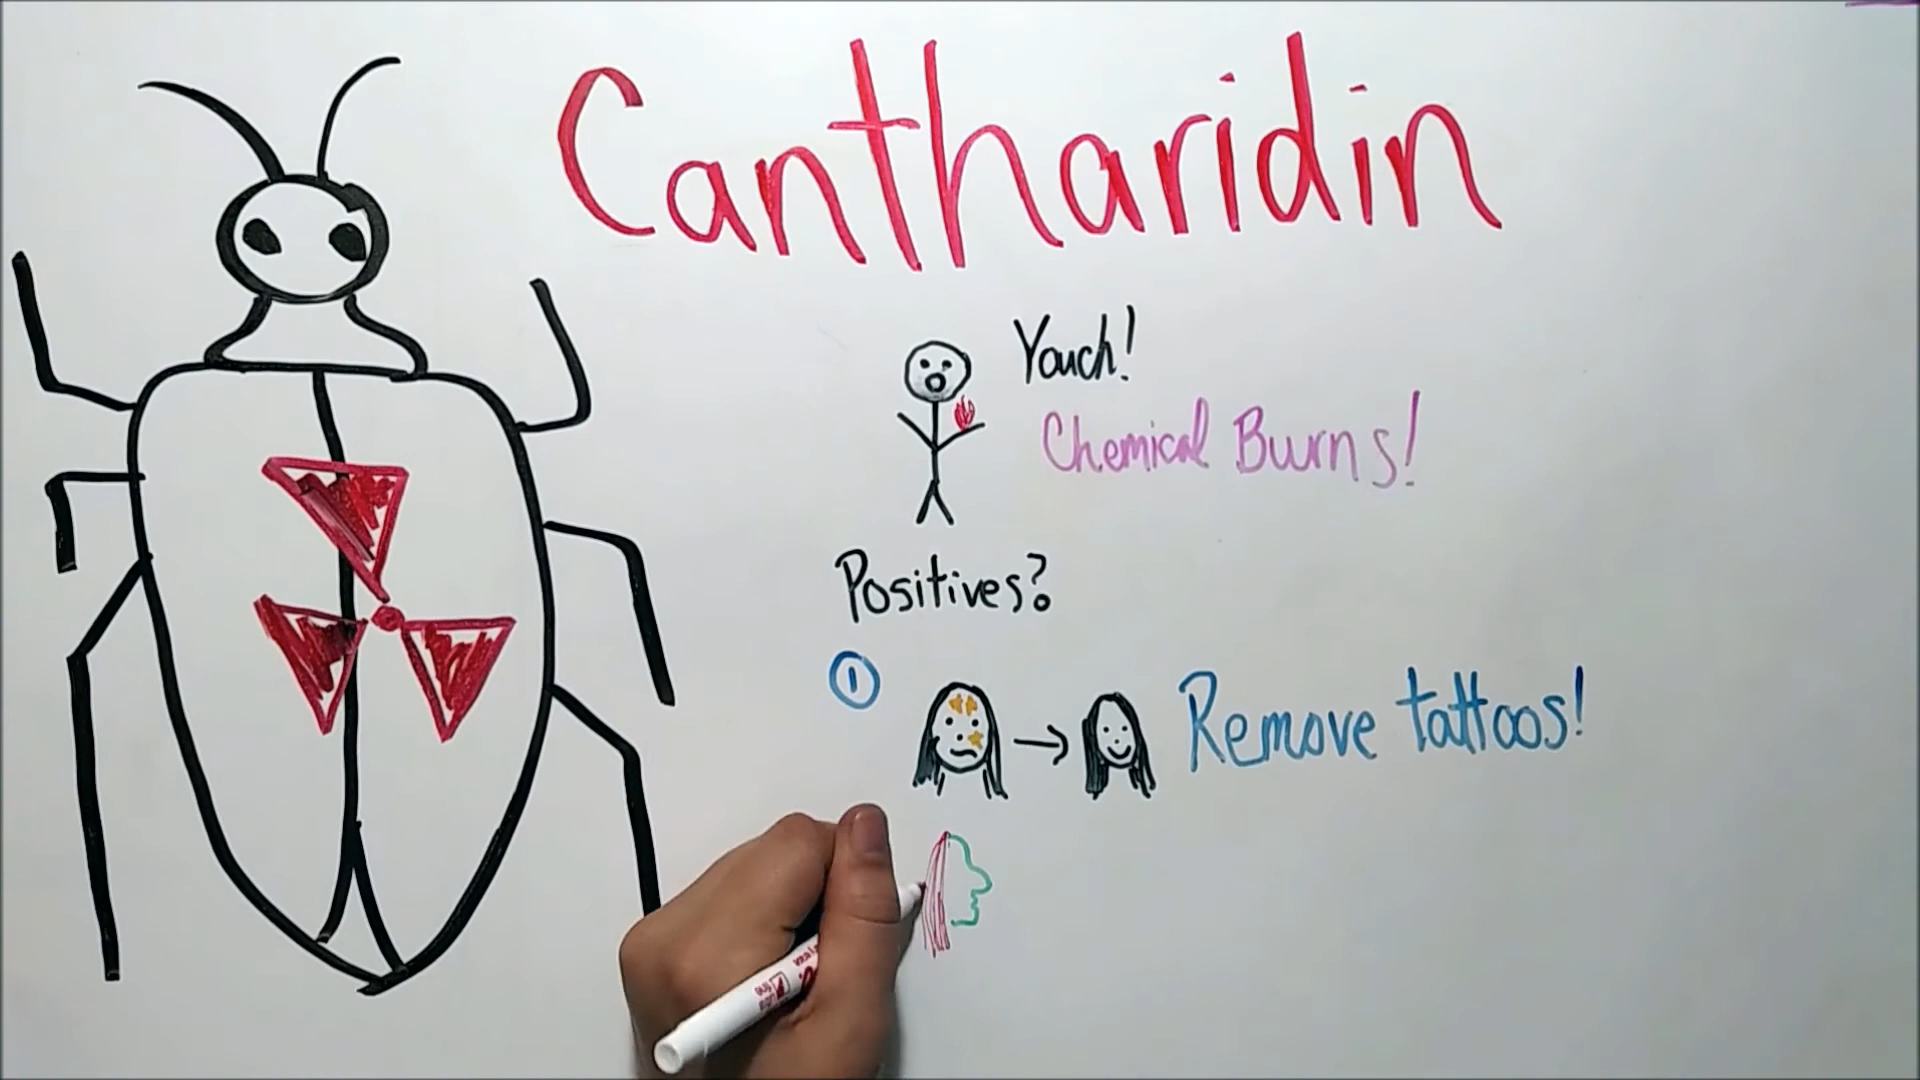 Cantharidin
Youch!
Chemical Burns!
Positives?
1
Remove tattoos!